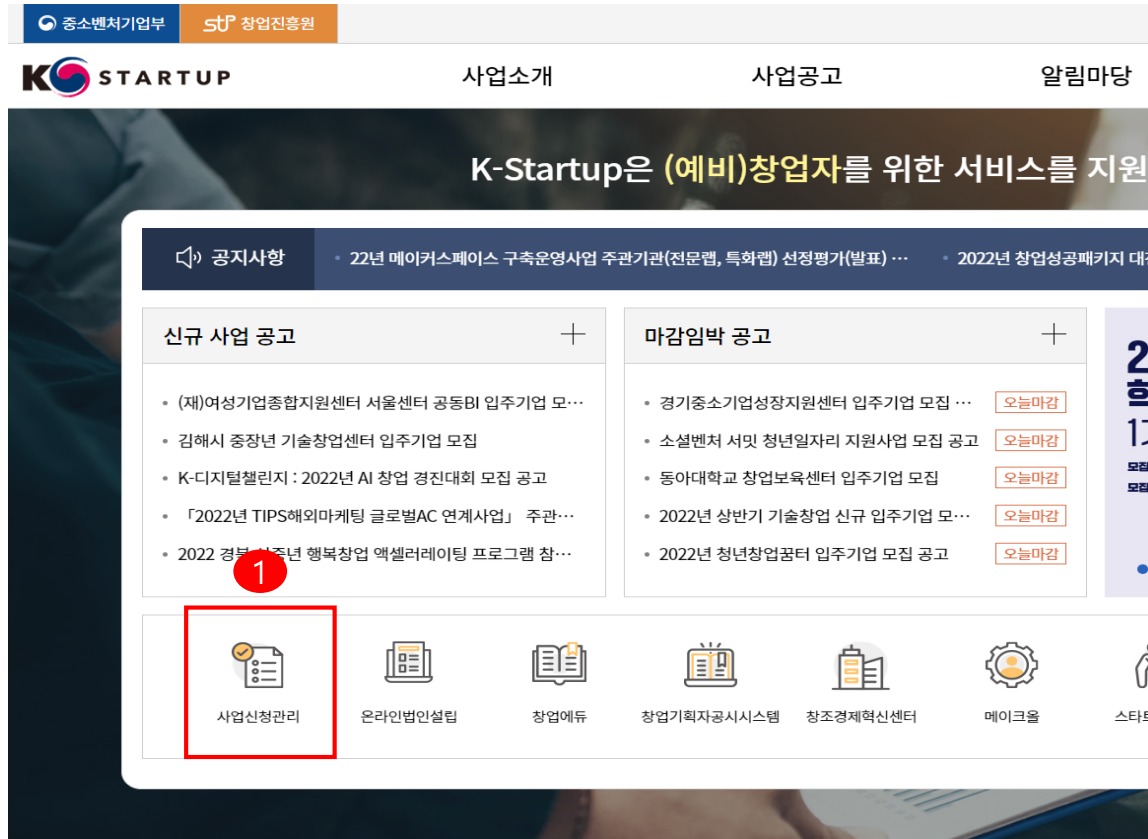 중소벤처기업부 창업진흥원
K STARTUP 사업소개 사업공고 알림마당
K-Startup은 (예비)창업자를 위한 서비스를 지원
공지사항 22년 메이커스페이스 구축운영사업 주관기관(전문랩, 특화랩) 선정평가(발표) … 2022년 창업성공패키지
신규 사업 공고
(재)여성기업종합지원센터 서울센터 공동BI 입주기업 모…
김해시 중장년 기술창업센터 입주기업 모집
K-디지털챌린지 : 2022년 AI 창업 경진대회 모집 공고
「2022년 TIPS해외마케팅 글로벌AC 연계사업」 주관…
2022 경북 년 행복창업 액셀러레이팅 프로그램 참…
마감임박 공고
경기중소기업성장지원센터 입주기업 모집 … 오늘마감
소셜벤처 서밋 청년일자리 지원사업 모집 공고 오늘마감
동아대학교 창업보육센터 입주기업 모집 오늘마감
2022년 상반기 기술창업 신규 입주기업 모… 오늘마감
2022년 청년창업꿈터 입주기업 모집 공고 오늘마감
2
1
모집
모집
1
사업신청관리 온라인법인설립 창업에듀 창업기획자공시시스템 창조경제혁신센터 메이크올